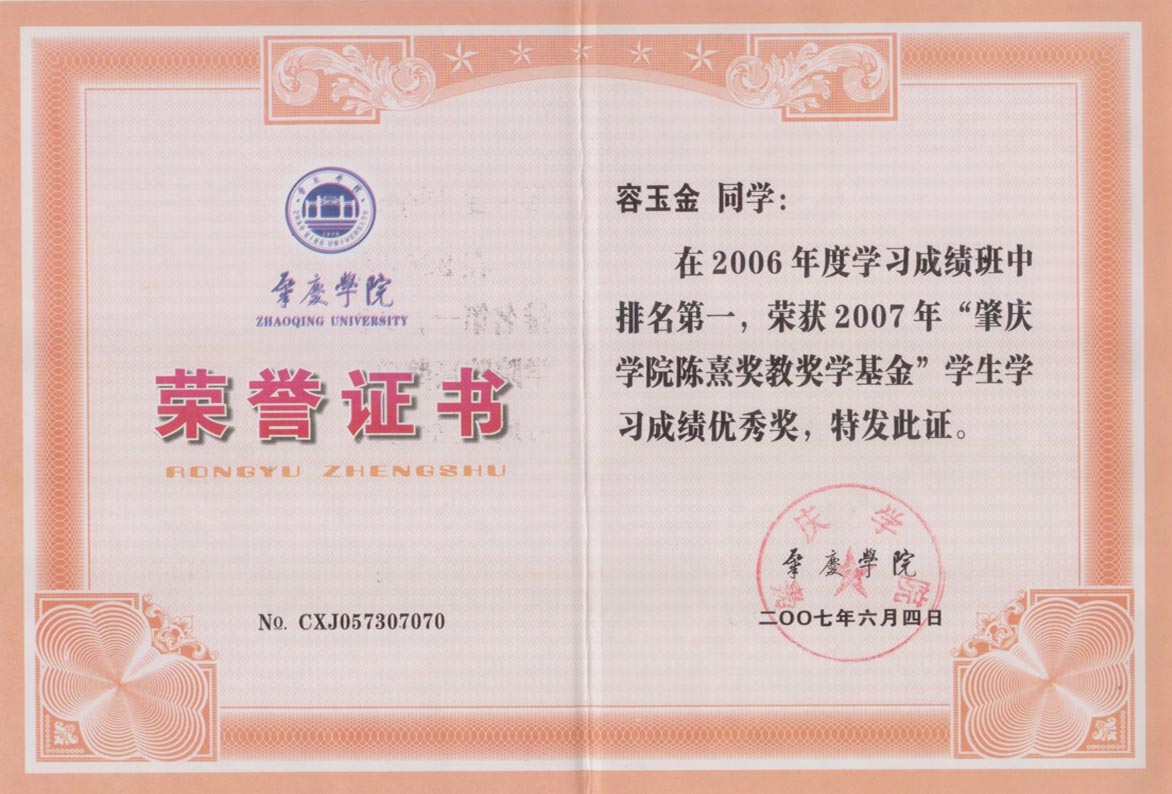 肇慶學院
ZHAOQING UNIVERSITY
荣誉证书
RONGYU ZHENGSHU
No. CXJ057307070
容玉金 同学：
在2006年度学习成绩班中
排名第一，荣获2007年“肇庆
学院陈熹奖教奖学基金”学生学
习成绩优秀奖，特发此证。
肇慶學院
二〇〇七年六月四日